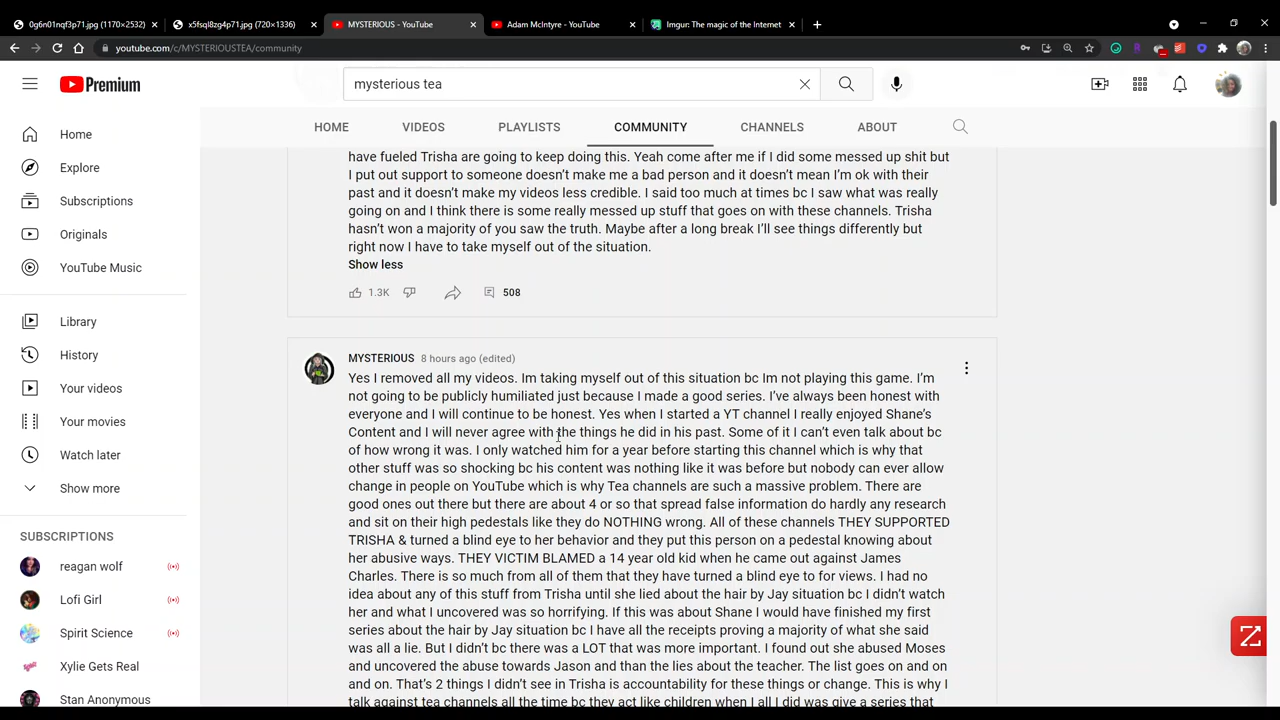 0g6n01nqf3p71.jpg (1170×2532)
x5fsql8zg4p71.jpg (720×1336)
MYSTERIOUS - YouTube
Adam McIntyre - YouTube
Imgur: The magic of the Internet
youtube.com/c/MYSTERIOUSTEA/community
Premium
mysterious tea
HOME
VIDEOS
PLAYLISTS
COMMUNITY
CHANNELS
ABOUT
Home
Explore
Subscriptions
Originals
YouTube Music
Library
History
Your videos
Your movies
Watch later
Show more
SUBSCRIPTIONS
reagan wolf
Lofi Girl
Spirit Science
Xylie Gets Real
Stan Anonymous
have fueled Trisha are going to keep doing this. Yeah come after me if I did some messed up shit but
I put out support to someone doesn't make me a bad person and it doesn't mean I'm ok with their
past and it doesn't make my videos less credible. I said too much at times bc I saw what was really
going on and I think there is some really messed up stuff that goes on with these channels. Trisha
hasn't won a majority of you saw the truth. Maybe after a long break I'll see things differently but
right now I have to take myself out of the situation.
Show less
1.3K
508
MYSTERIOUS 8 hours ago (edited)
Yes I removed all my videos. Im taking myself out of this situation bc Im not playing this game. I'm
not going to be publicly humiliated just because I made a good series. I've always been honest with
everyone and I will continue to be honest. Yes when I started a YT channel I really enjoyed Shane's
Content and I will never agree with the things he did in his past. Some of it I can't even talk about bc
of how wrong it was. I only watched him for a year before starting this channel which is why that
other stuff was so shocking bc his content was nothing like it was before but nobody can ever allow
change in people on YouTube which is why Tea channels are such a massive problem. There are
good ones out there but there are about 4 or so that spread false information do hardly any research
and sit on their high pedestals like they do NOTHING wrong. All of these channels THEY SUPPORTED
TRISHA & turned a blind eye to her behavior and they put this person on a pedestal knowing about
her abusive ways. THEY VICTIM BLAMED a 14 year old kid when he came out against James
Charles. There is so much from all of them that they have turned a blind eye to for views. I had no
idea about any of this stuff from Trisha until she lied about the hair by Jay situation bc I didn't watch
her and what I uncovered was so horrifying. If this was about Shane I would have finished my first
series about the hair by Jay situation bc I have all the receipts proving a majority of what she said
was all a lie. But I didn't bc there was a LOT that was more important. I found out she abused Moses
and uncovered the abuse towards Jason and than the lies about the teacher. The list goes on and on
and on. That's 2 things I didn't see in Trisha is accountability for these things or change. This is why I
talk against tea channels all the time bc they act like children when I all I did was give a series that